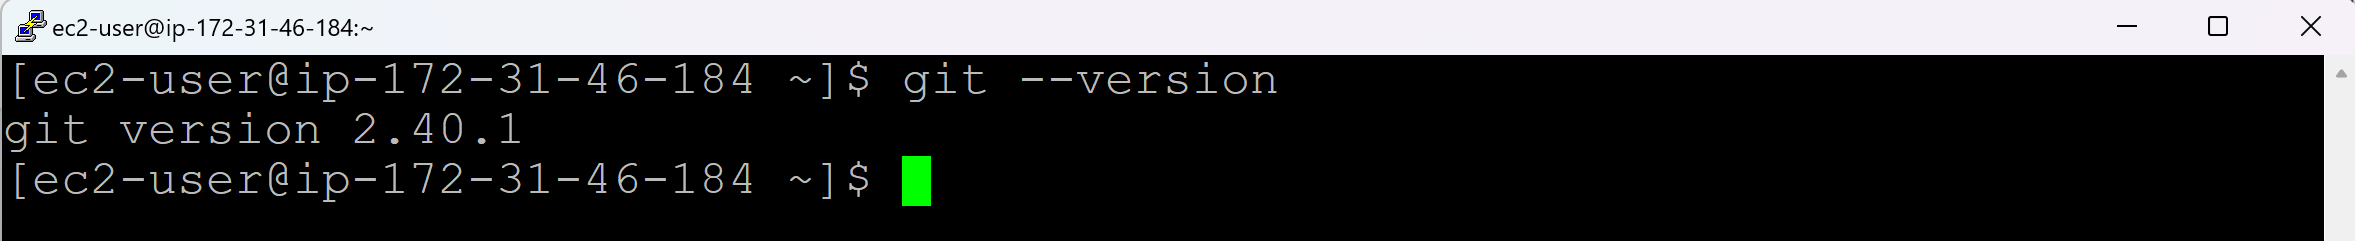 ec2-user@ip-172-31-46-184:~
[ec2-user@ip-172-31-46-184 ~]$ git --version
git version 2.40.1
[ec2-user@ip-172-31-46-184 ~]$